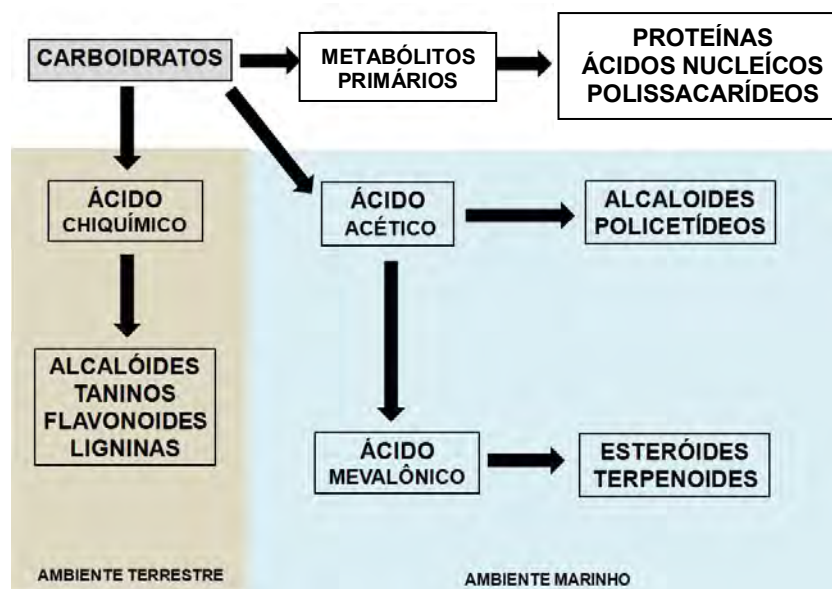 CARBOIDRATOS
METABÓLITOS
PRIMÁRIOS
PROTEÍNAS
ÁCIDOS NUCLEÍCOS
POLISSACARÍDEOS
ÁCIDO
CHIQUÍMICO
ÁCIDO
ACÉTICO
ALCALOIDES
POLICETÍDEOS
ALCALÓIDES
TANINOS
FLAVONOIDES
LIGNINAS
ÁCIDO
MEVALÔNICO
ESTERÓIDES
TERPENOIDES
AMBIENTE TERRESTRE
AMBIENTE MARINHO